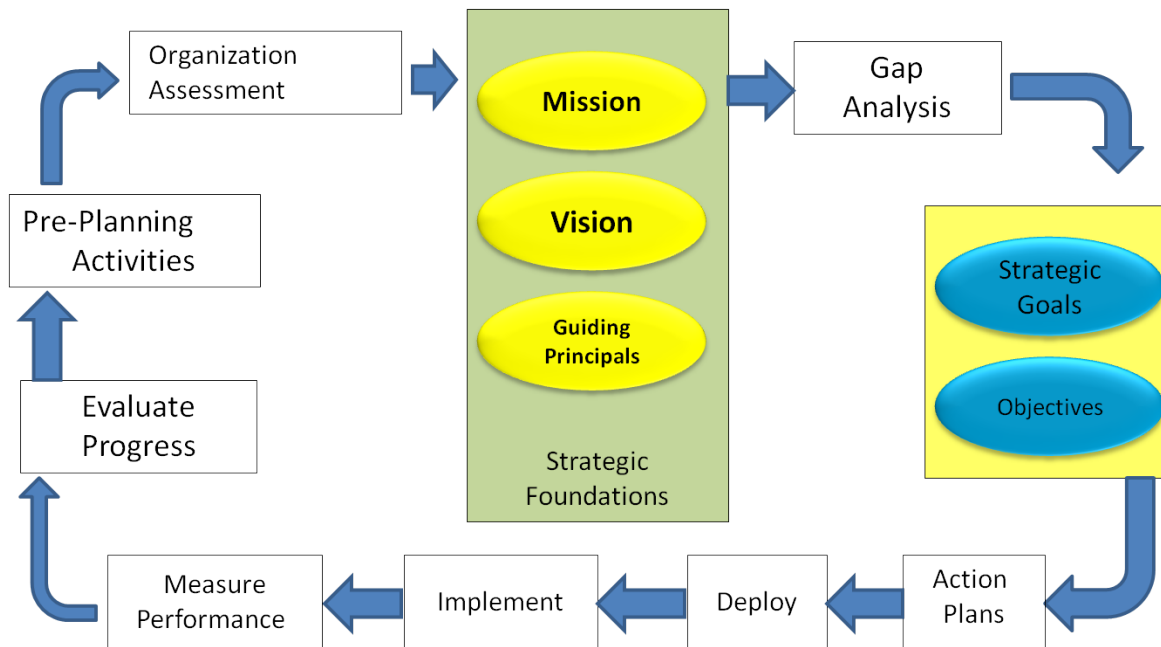 Organization
Assessment
Mission
Vision
Guiding
Principals
Strategic
Foundations
Gap
Analysis
Strategic
Goals
Objectives
Action
Plans
Deploy
Implement
Measure
Performance
Evaluate
Progress
Pre-Planning
Activities